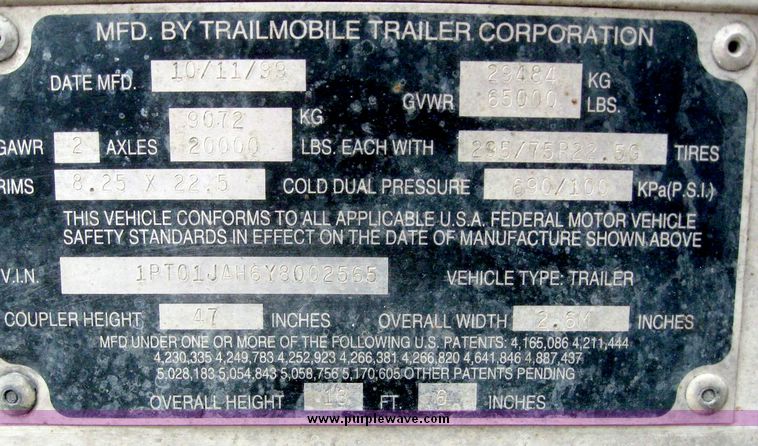 MFD. BY TRAILMOBILE TRAILER CORPORATION
DATE MFD. 10/11/99 GVWR 29484 KG 65000 LBS.
GAWR 2 AXLES 9072 KG 20000 LBS. EACH WITH 295/75R22.5G TIRES
RIMS 8.25 X 22.5 COLD DUAL PRESSURE 690/100 KPa(P.S.I.)
THIS VEHICLE CONFORMS TO ALL APPLICABLE U.S.A. FEDERAL MOTOR VEHICLE
SAFETY STANDARDS IN EFFECT ON THE DATE OF MANUFACTURE SHOWN ABOVE
V.I.N. 1PT01JAH6Y8002565 VEHICLE TYPE: TRAILER
COUPLER HEIGHT 47 INCHES OVERALL WIDTH 2.6M INCHES
MFD UNDER ONE OR MORE OF THE FOLLOWING U.S. PATENTS: 4,165,086 4,211,444
4,230,335 4,249,783 4,252,923 4,266,381 4,266,820 4,641,846 4,887,437
5,028,183 5,054,843 5,058,756 5,170,605 OTHER PATENTS PENDING
OVERALL HEIGHT 13 FT. 6 INCHES
www.purplewave.com